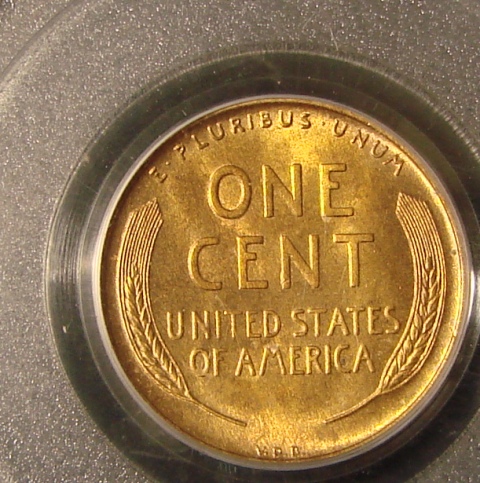 E · PLURIBUS · UNUM
ONE
CENT
UNITED STATES
OF AMERICA
V.D.B.